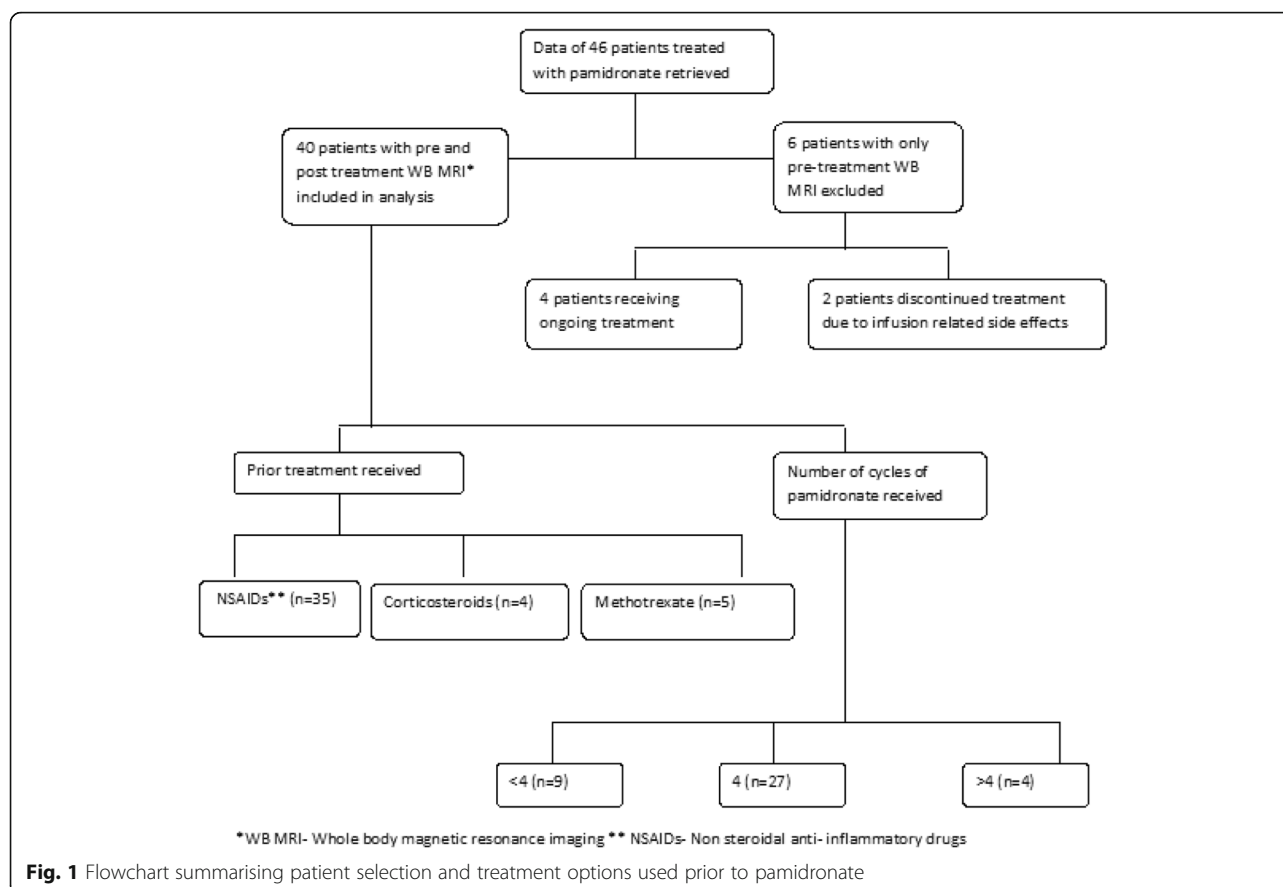 Data of 46 patients treated
with pamidronate retrieved
40 patients with pre and
post treatment WB MRI*
included in analysis
6 patients with only
pre-treatment WB
MRI excluded
4 patients receiving
ongoing treatment
2 patients discontinued treatment
due to infusion related side effects
Prior treatment received
Number of cycles of
pamidronate received
NSAIDs** (n=35)
Corticosteroids (n=4)
Methotrexate (n=5)
<4 (n=9)
4 (n=27)
>4 (n=4)
*WB MRI- Whole body magnetic resonance imaging ** NSAIDs- Non steroidal anti- inflammatory drugs
Fig. 1 Flowchart summarising patient selection and treatment options used prior to pamidronate